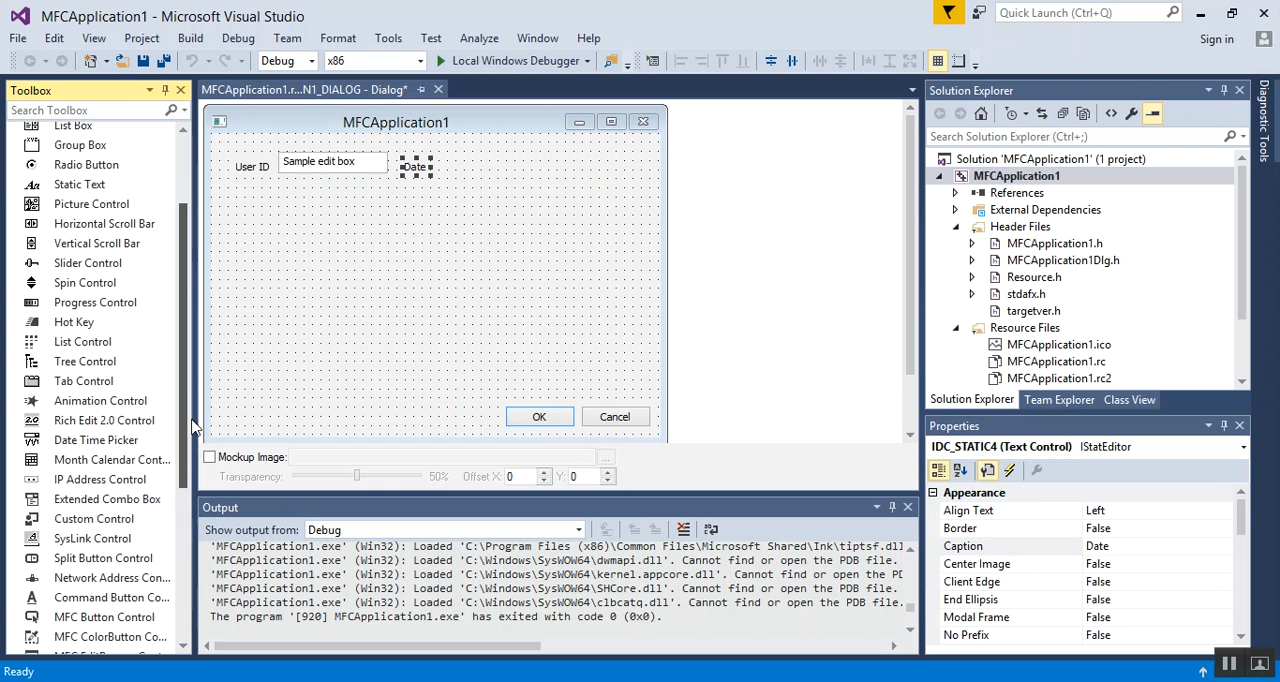 MFCApplication1 - Microsoft Visual Studio
Quick Launch (Ctrl+Q)
File Edit View Project Build Debug Team Format Tools Test Analyze Window Help
Sign in
Debug x86 Local Windows Debugger
Toolbox
Search Toolbox
List Box
Group Box
Radio Button
Static Text
Picture Control
Horizontal Scroll Bar
Vertical Scroll Bar
Slider Control
Spin Control
Progress Control
Hot Key
List Control
Tree Control
Tab Control
Animation Control
Rich Edit 2.0 Control
Date Time Picker
Month Calendar Cont...
IP Address Control
Extended Combo Box
Custom Control
SysLink Control
Split Button Control
Network Address Con...
Command Button Con...
MFC Button Control
MFC ColorButton Co...
MFCApplication1.r...N1_DIALOG - Dialog*
MFCApplication1
User ID
Sample edit box
Date
OK
Cancel
Mockup Image:
...
Transparency: 50% Offset X: 0 Y: 0
Output
Show output from: Debug
'MFCApplication1.exe' (Win32): Loaded 'C:\Program Files (x86)\Common Files\Microsoft Shared\Ink\tiptsf.dll
'MFCApplication1.exe' (Win32): Loaded 'C:\Windows\SysWOW64\dwmapi.dll'. Cannot find or open the PDB file.
'MFCApplication1.exe' (Win32): Loaded 'C:\Windows\SysWOW64\kernel.appcore.dll'. Cannot find or open the PD
'MFCApplication1.exe' (Win32): Loaded 'C:\Windows\SysWOW64\SHCore.dll'. Cannot find or open the PDB file.
'MFCApplication1.exe' (Win32): Loaded 'C:\Windows\SysWOW64\clbcatq.dll'. Cannot find or open the PDB file.
The program '[920] MFCApplication1.exe' has exited with code 0 (0x0).
Solution Explorer
Search Solution Explorer (Ctrl+;)
Solution 'MFCApplication1' (1 project)
MFCApplication1
References
External Dependencies
Header Files
MFCApplication1.h
MFCApplication1Dlg.h
Resource.h
stdafx.h
targetver.h
Resource Files
MFCApplication1.ico
MFCApplication1.rc
MFCApplication1.rc2
Solution Explorer Team Explorer Class View
Properties
IDC_STATIC4 (Text Control) IStatEditor
Appearance
Align Text Left
Border False
Caption Date
Center Image False
Client Edge False
End Ellipsis False
Modal Frame False
No Prefix False
Diagnostic Tools
Ready